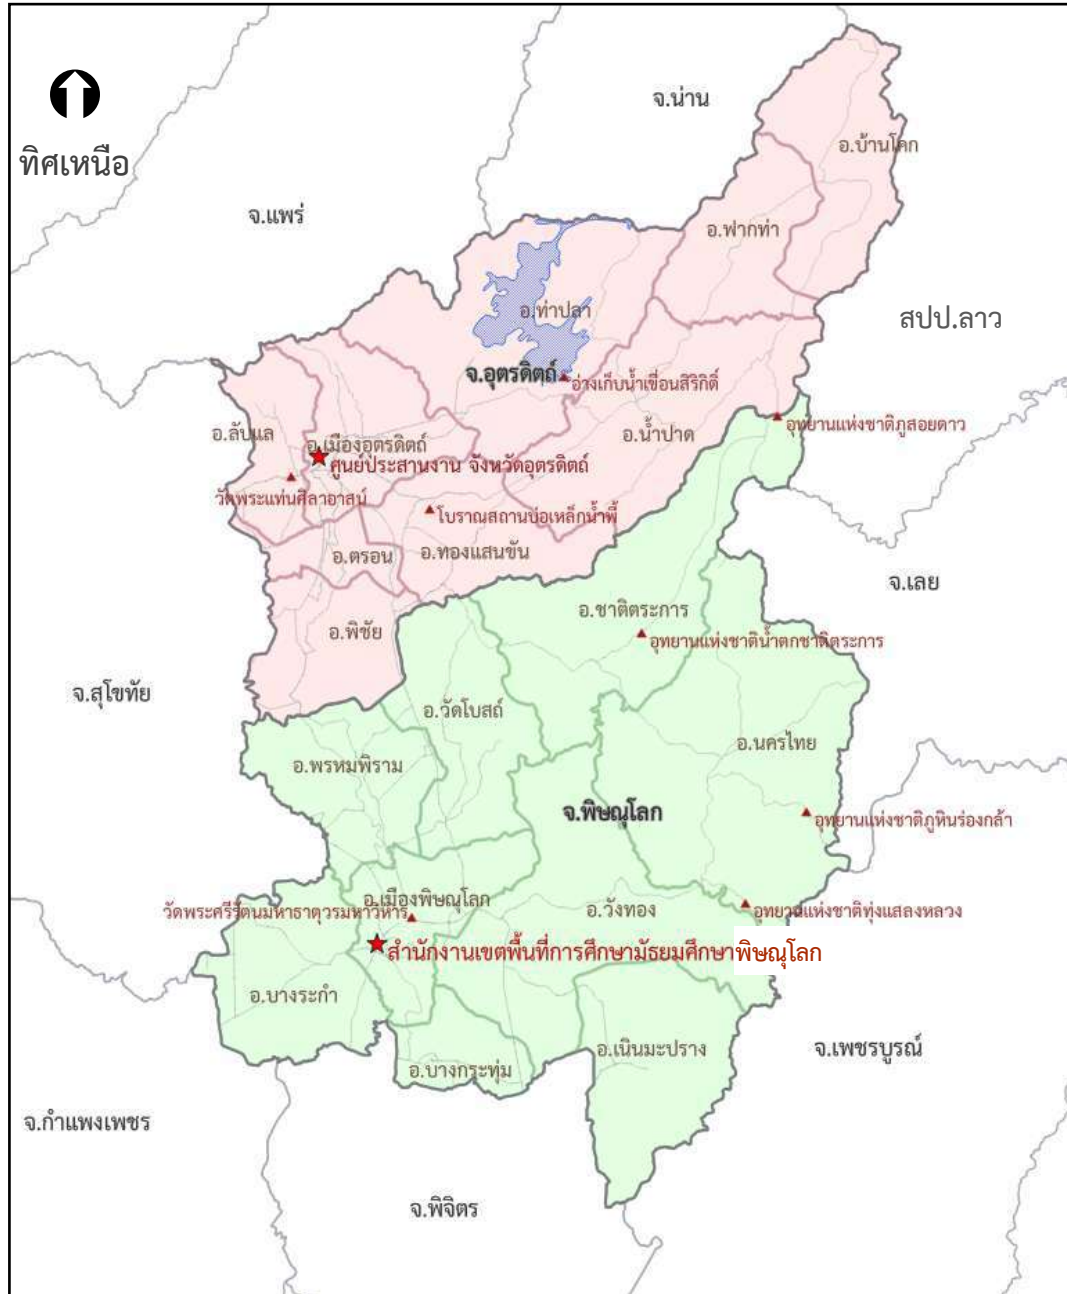 จ.น่าน
ทิศเหนือ
อ.บ้านโคก
จ.แพร่
อ.ฟากท่า
อ.ท่าปลา
สปป.ลาว
จ.อุตรดิตถ์
อ่างเก็บน้ำเขื่อนสิริกิติ์
อุทยานแห่งชาติภูสอยดาว
อ.ลับแล
อ.น้ำปาด
อ.เมืองอุตรดิตถ์
ศูนย์ประสานงาน จังหวัดอุตรดิตถ์
วัดพระแท่นศิลาอาสน์
โบราณสถานบ่อเหล็กน้ำพี้
อ.ตรอน
อ.ทองแสนขัน
จ.เลย
อ.ชาติตระการ
อ.พิชัย
อุทยานแห่งชาติน้ำตกชาติตระการ
จ.สุโขทัย
อ.วัดโบสถ์
อ.นครไทย
อ.พรหมพิราม
จ.พิษณุโลก
อุทยานแห่งชาติภูหินร่องกล้า
อ.เมืองพิษณุโลก
วัดพระศรีรัตนมหาธาตุวรมหาวิหาร
อ.วังทอง
อุทยานแห่งชาติทุ่งแสลงหลวง
สำนักงานเขตพื้นที่การศึกษามัธยมศึกษาพิษณุโลก
อ.บางระกำ
อ.เนินมะปราง
จ.เพชรบูรณ์
อ.บางกระทุ่ม
จ.กำแพงเพชร
จ.พิจิตร